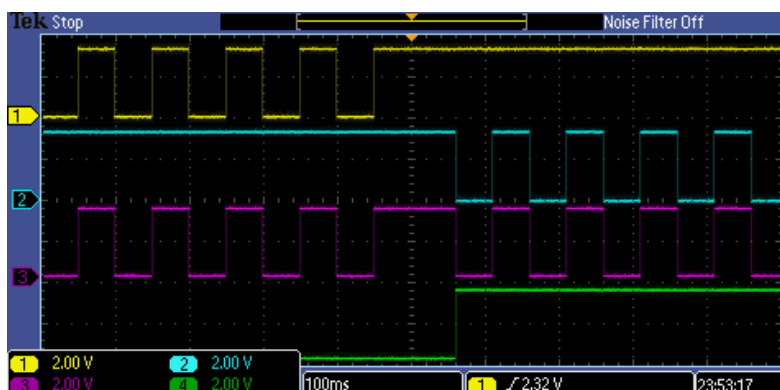 Tek Stop Noise Filter Off
1
2
3
1 2.00 V 2 2.00 V
3 2.00 V 4 2.00 V 100ms 1 / 2.32 V 23:53:17